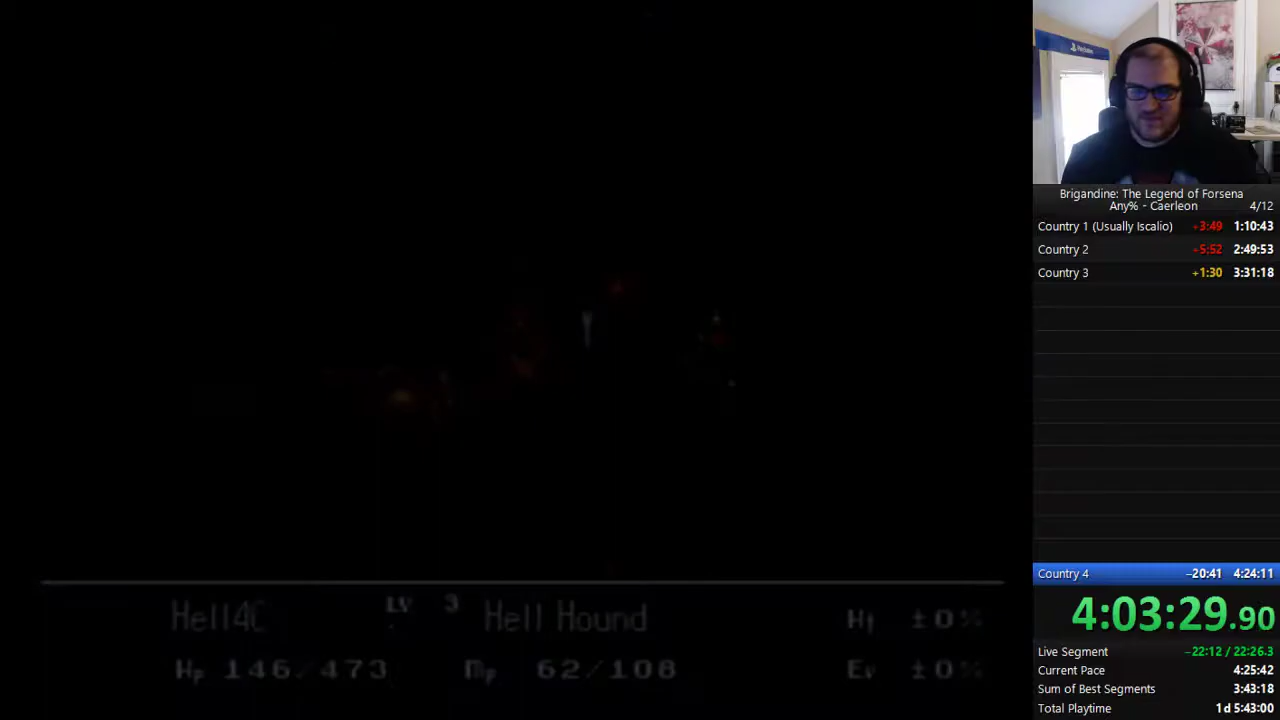 Brigandine: The Legend of Forsena
Any% - Caerleon 4/12
Country 1 (Usually Iscalio) +3:49 1:10:43
Country 2 +5:52 2:49:53
Country 3 +1:30 3:31:18
Country 4 -20:41 4:24:11
4:03:29.90
Live Segment -22:12 / 22:26.3
Current Pace 4:25:42
Sum of Best Segments 3:43:18
Total Playtime 1d 5:43:00
Hell4C LV 3 Hell Hound Ht ±0%
Hp 146/473 Mp 62/108 Ev ±0%